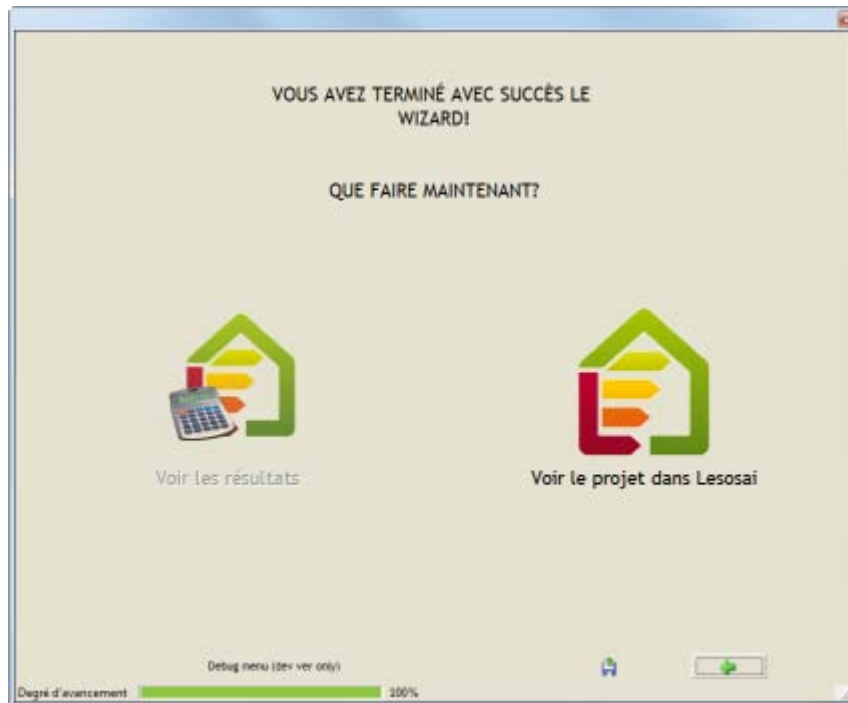 VOUS AVEZ TERMINÉ AVEC SUCCÈS LE
WIZARD!
QUE FAIRE MAINTENANT?
Voir les résultats
Voir le projet dans Lesosai
Debug menu (dev ver only)
Degré d'avancement 100%